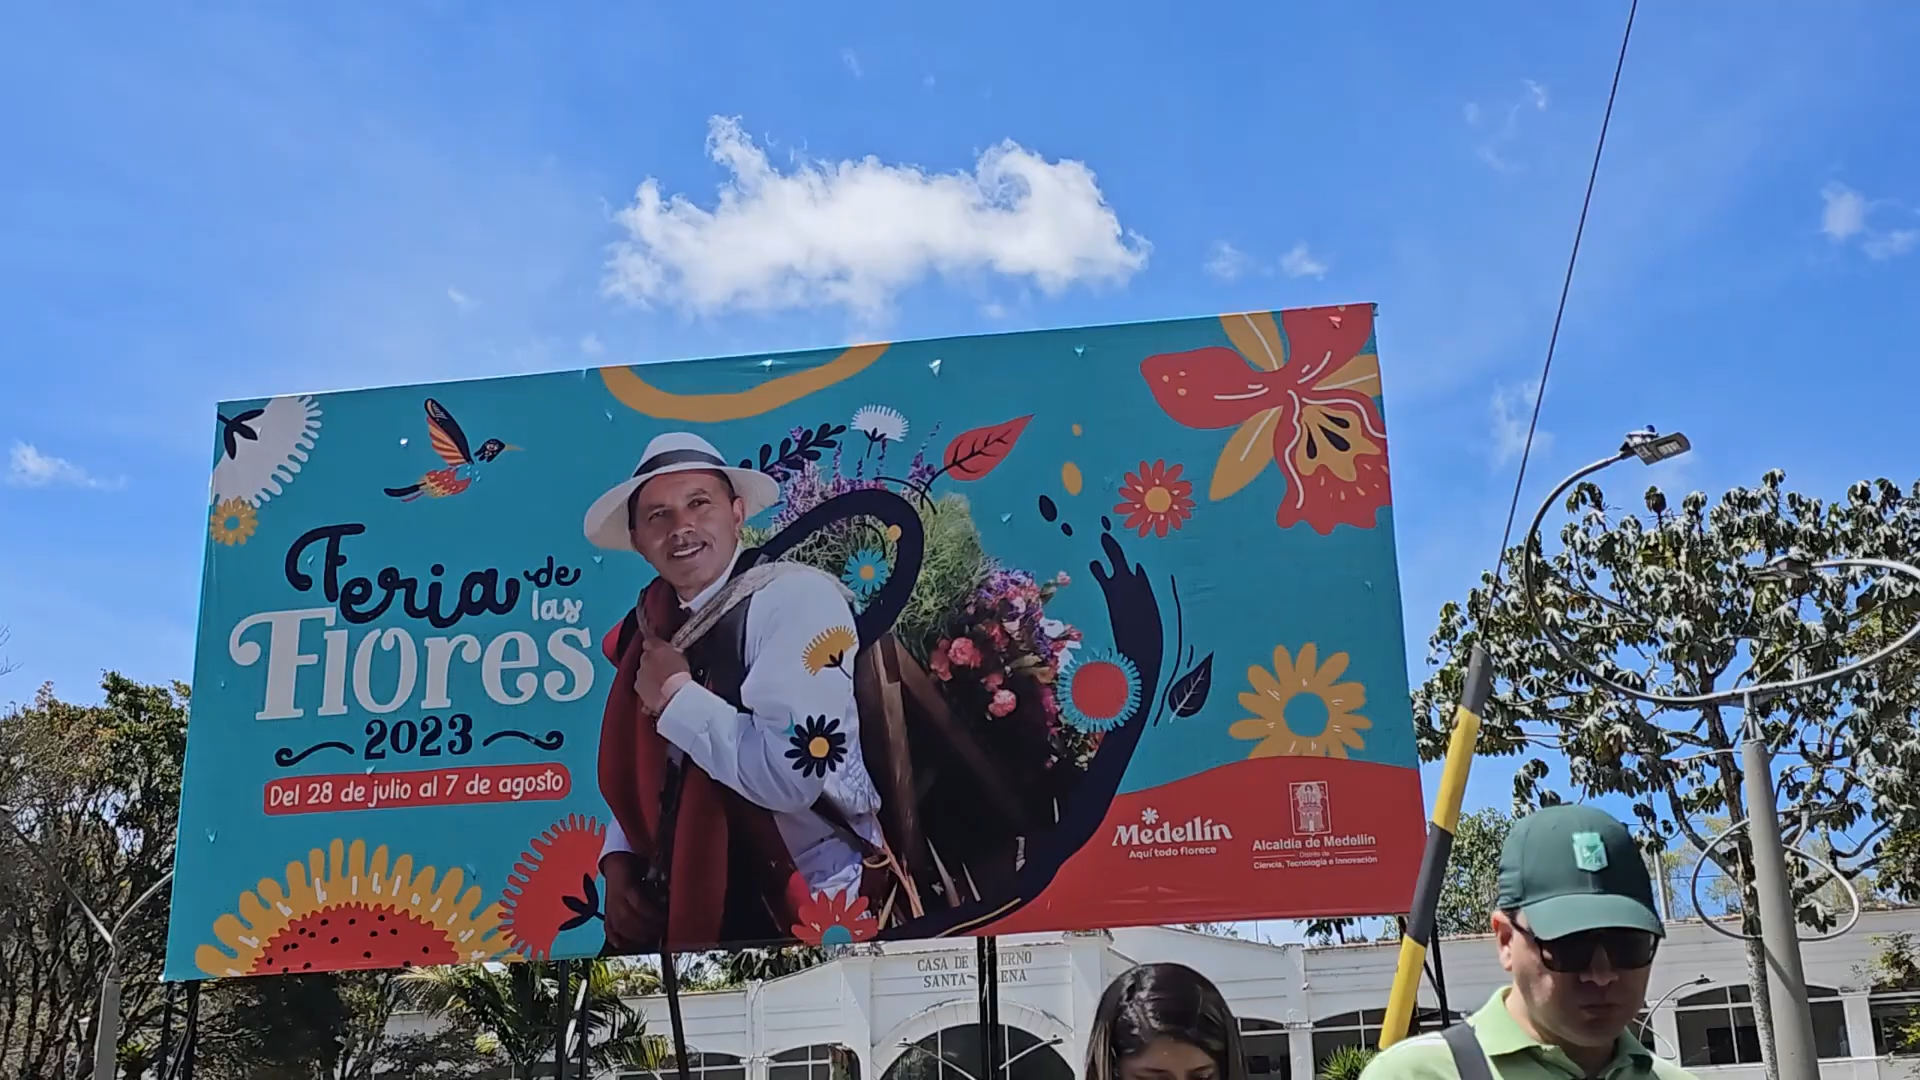 Feria de
las
Flores
2023
Del 28 de julio al 7 de agosto
Medellín
Aquí todo florece
Alcaldía de Medellín
Distrito de
Ciencia, Tecnología e Innovación
CASA DE
SANTA